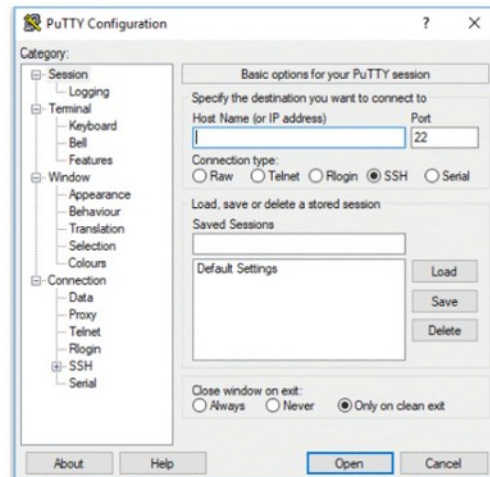 PuTTY Configuration
?
Category:
Session
Logging
Terminal
Keyboard
Bell
Features
Window
Appearance
Behaviour
Translation
Selection
Colours
Connection
Data
Proxy
Telnet
Rlogin
SSH
Serial
Basic options for your PuTTY session
Specify the destination you want to connect to
Host Name (or IP address) Port
22
Connection type:
Raw Telnet Rlogin SSH Serial
Load, save or delete a stored session
Saved Sessions
Default Settings
Load
Save
Delete
Close window on exit:
Always Never Only on clean exit
About Help Open Cancel